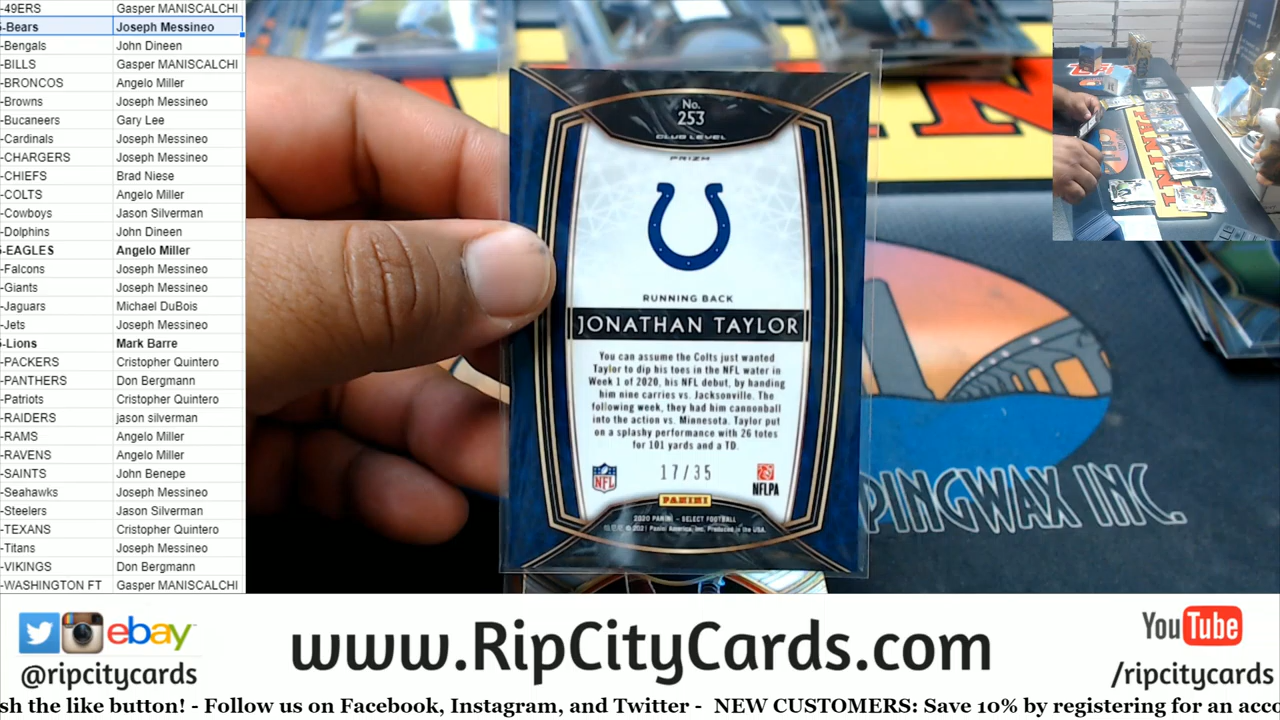 -49ERS Gasper MANISCALCHI
-Bears Joseph Messineo
-Bengals John Dineen
-BILLS Gasper MANISCALCHI
-BRONCOS Angelo Miller
-Browns Joseph Messineo
-Bucaneers Gary Lee
-Cardinals Joseph Messineo
-CHARGERS Joseph Messineo
-CHIEFS Brad Niese
-COLTS Angelo Miller
-Cowboys Jason Silverman
-Dolphins John Dineen
-EAGLES Angelo Miller
-Falcons Joseph Messineo
-Giants Joseph Messineo
-Jaguars Michael DuBois
-Jets Joseph Messineo
-Lions Mark Barre
-PACKERS Cristopher Quintero
-PANTHERS Don Bergmann
-Patriots Cristopher Quintero
-RAIDERS jason silverman
-RAMS Angelo Miller
-RAVENS Angelo Miller
-SAINTS John Benepe
-Seahawks Joseph Messineo
-Steelers Jason Silverman
-TEXANS Cristopher Quintero
-Titans Joseph Messineo
-VIKINGS Don Bergmann
-WASHINGTON FT Gasper MANISCALCHI
No.
253
CLUB LEVEL
PRIZM
RUNNING BACK
JONATHAN TAYLOR
You can assume the Colts just wanted
Taylor to dip his toes in the NFL water in
Week 1 of 2020, his NFL debut, by handing
him nine carries vs. Jacksonville. The
following week, they had him cannonball
into the action vs. Minnesota. Taylor put
on a splashy performance with 26 totes
for 101 yards and a TD.
17/35
NFL
NFLPA
PANINI
2020 PANINI - SELECT FOOTBALL
© 2021 Panini America, Inc. Produced in the USA.
PINGWAX INC.
PANINI
ebay
@ripcitycards
www.RipCityCards.com
YouTube
/ripcitycards
sh the like button! - Follow us on Facebook, Instagram, and Twitter - NEW CUSTOMERS: Save 10% by registering for an acco